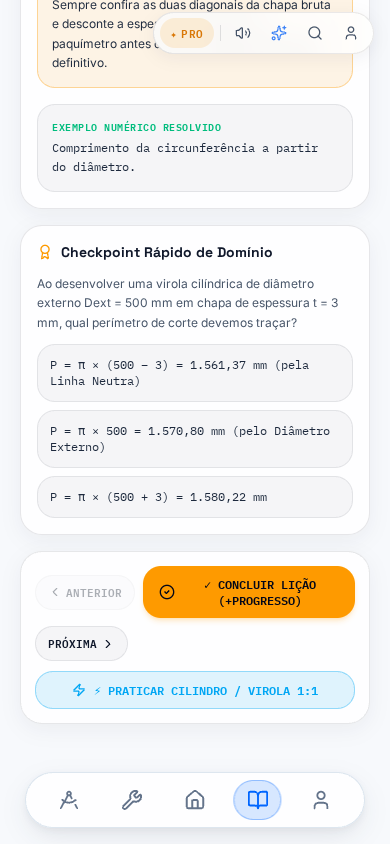 Sempre confira as duas diagonais da chapa bruta
e desconte a
paquímetro antes
definitivo.
✦ PRO
EXEMPLO NUMÉRICO RESOLVIDO
Comprimento da circunferência a partir
do diâmetro.
Checkpoint Rápido de Domínio
Ao desenvolver uma virola cilíndrica de diâmetro
externo Dext = 500 mm em chapa de espessura t = 3
mm, qual perímetro de corte devemos traçar?
P = π × (500 − 3) = 1.561,37 mm (pela
Linha Neutra)
P = π × 500 = 1.570,80 mm (pelo Diâmetro
Externo)
P = π × (500 + 3) = 1.580,22 mm
ANTERIOR
✓ CONCLUIR LIÇÃO
(+PROGRESSO)
PRÓXIMA
⚡ PRATICAR CILINDRO / VIROLA 1:1